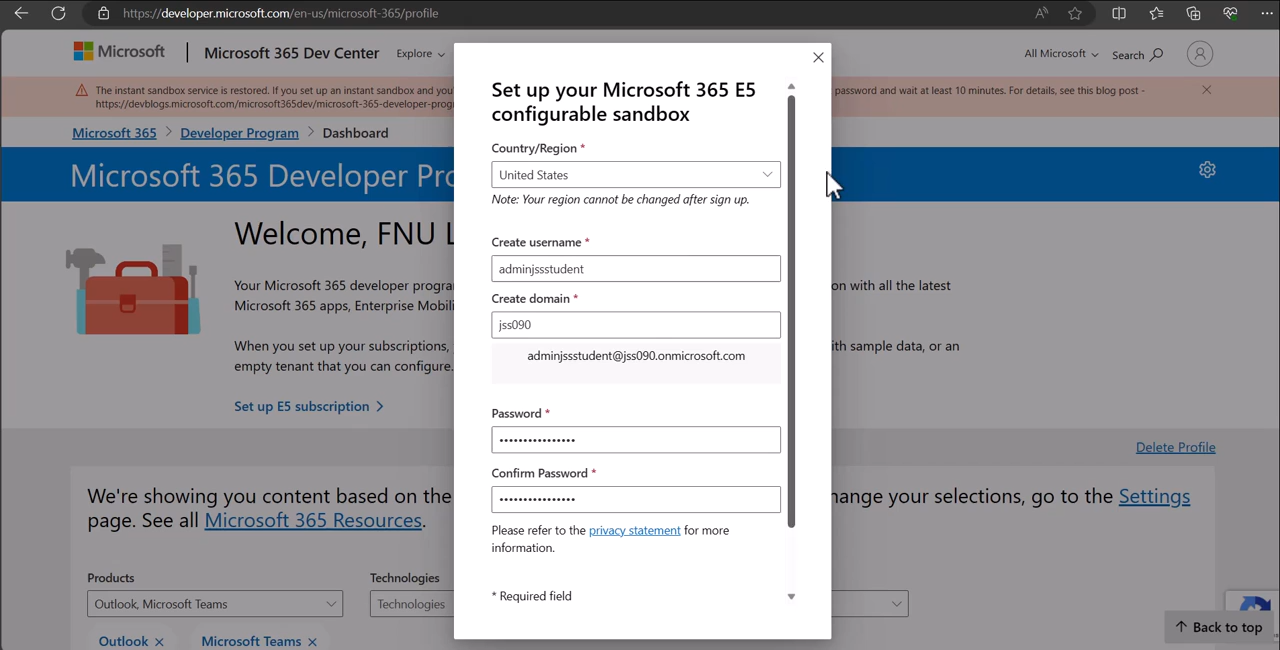 https://developer.microsoft.com/en-us/microsoft-365/profile
Microsoft
Microsoft 365 Dev Center
Explore
All Microsoft
Search
The instant sandbox service is restored. If you set up an instant sandbox and you
password and wait at least 10 minutes. For details, see this blog post -
https://devblogs.microsoft.com/microsoft365dev/microsoft-365-developer-prog
Microsoft 365 > Developer Program > Dashboard
Microsoft 365 Developer Pro
Welcome, FNU L
Your Microsoft 365 developer progra
on with all the latest
Microsoft 365 apps, Enterprise Mobili
When you set up your subscriptions,
ith sample data, or an
empty tenant that you can configure.
Set up E5 subscription >
Delete Profile
We're showing you content based on the
hange your selections, go to the Settings
page. See all Microsoft 365 Resources.
Products
Technologies
Outlook, Microsoft Teams
Technologies
Outlook ×
Microsoft Teams ×
Back to top
Set up your Microsoft 365 E5
configurable sandbox
Country/Region *
United States
Note: Your region cannot be changed after sign up.
Create username *
adminjssstudent
Create domain *
jss090
adminjssstudent@jss090.onmicrosoft.com
Password *
••••••••••••••••
Confirm Password *
••••••••••••••••
Please refer to the privacy statement for more
information.
* Required field